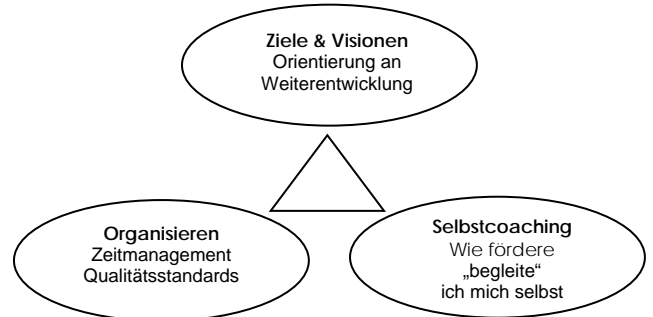 Ziele & Visionen
Orientierung an
Weiterentwicklung
Organisieren
Zeitmanagement
Qualitätsstandards
Selbstcoaching
Wie fördere
„begleite“
ich mich selbst